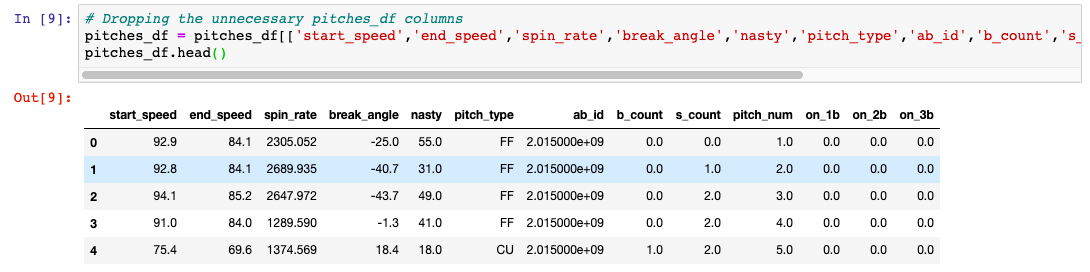 In [9]: # Dropping the unnecessary pitches_df columns
pitches_df = pitches_df[['start_speed','end_speed','spin_rate','break_angle','nasty','pitch_type','ab_id','b_count','s_
pitches_df.head()
Out[9]:
start_speed end_speed spin_rate break_angle nasty pitch_type ab_id b_count s_count pitch_num on_1b on_2b on_3b
0 92.9 84.1 2305.052 -25.0 55.0 FF 2.015000e+09 0.0 0.0 1.0 0.0 0.0 0.0
1 92.8 84.1 2689.935 -40.7 31.0 FF 2.015000e+09 0.0 1.0 2.0 0.0 0.0 0.0
2 94.1 85.2 2647.972 -43.7 49.0 FF 2.015000e+09 0.0 2.0 3.0 0.0 0.0 0.0
3 91.0 84.0 1289.590 -1.3 41.0 FF 2.015000e+09 0.0 2.0 4.0 0.0 0.0 0.0
4 75.4 69.6 1374.569 18.4 18.0 CU 2.015000e+09 1.0 2.0 5.0 0.0 0.0 0.0